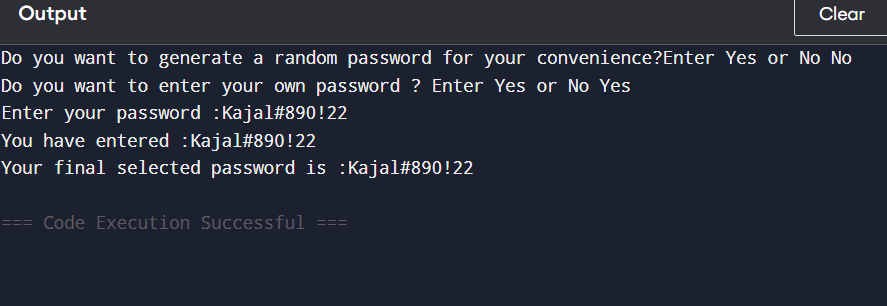 Output
Clear
Do you want to generate a random password for your convenience?Enter Yes or No No
Do you want to enter your own password ? Enter Yes or No Yes
Enter your password :Kajal#890!22
You have entered :Kajal#890!22
Your final selected password is :Kajal#890!22
=== Code Execution Successful ===